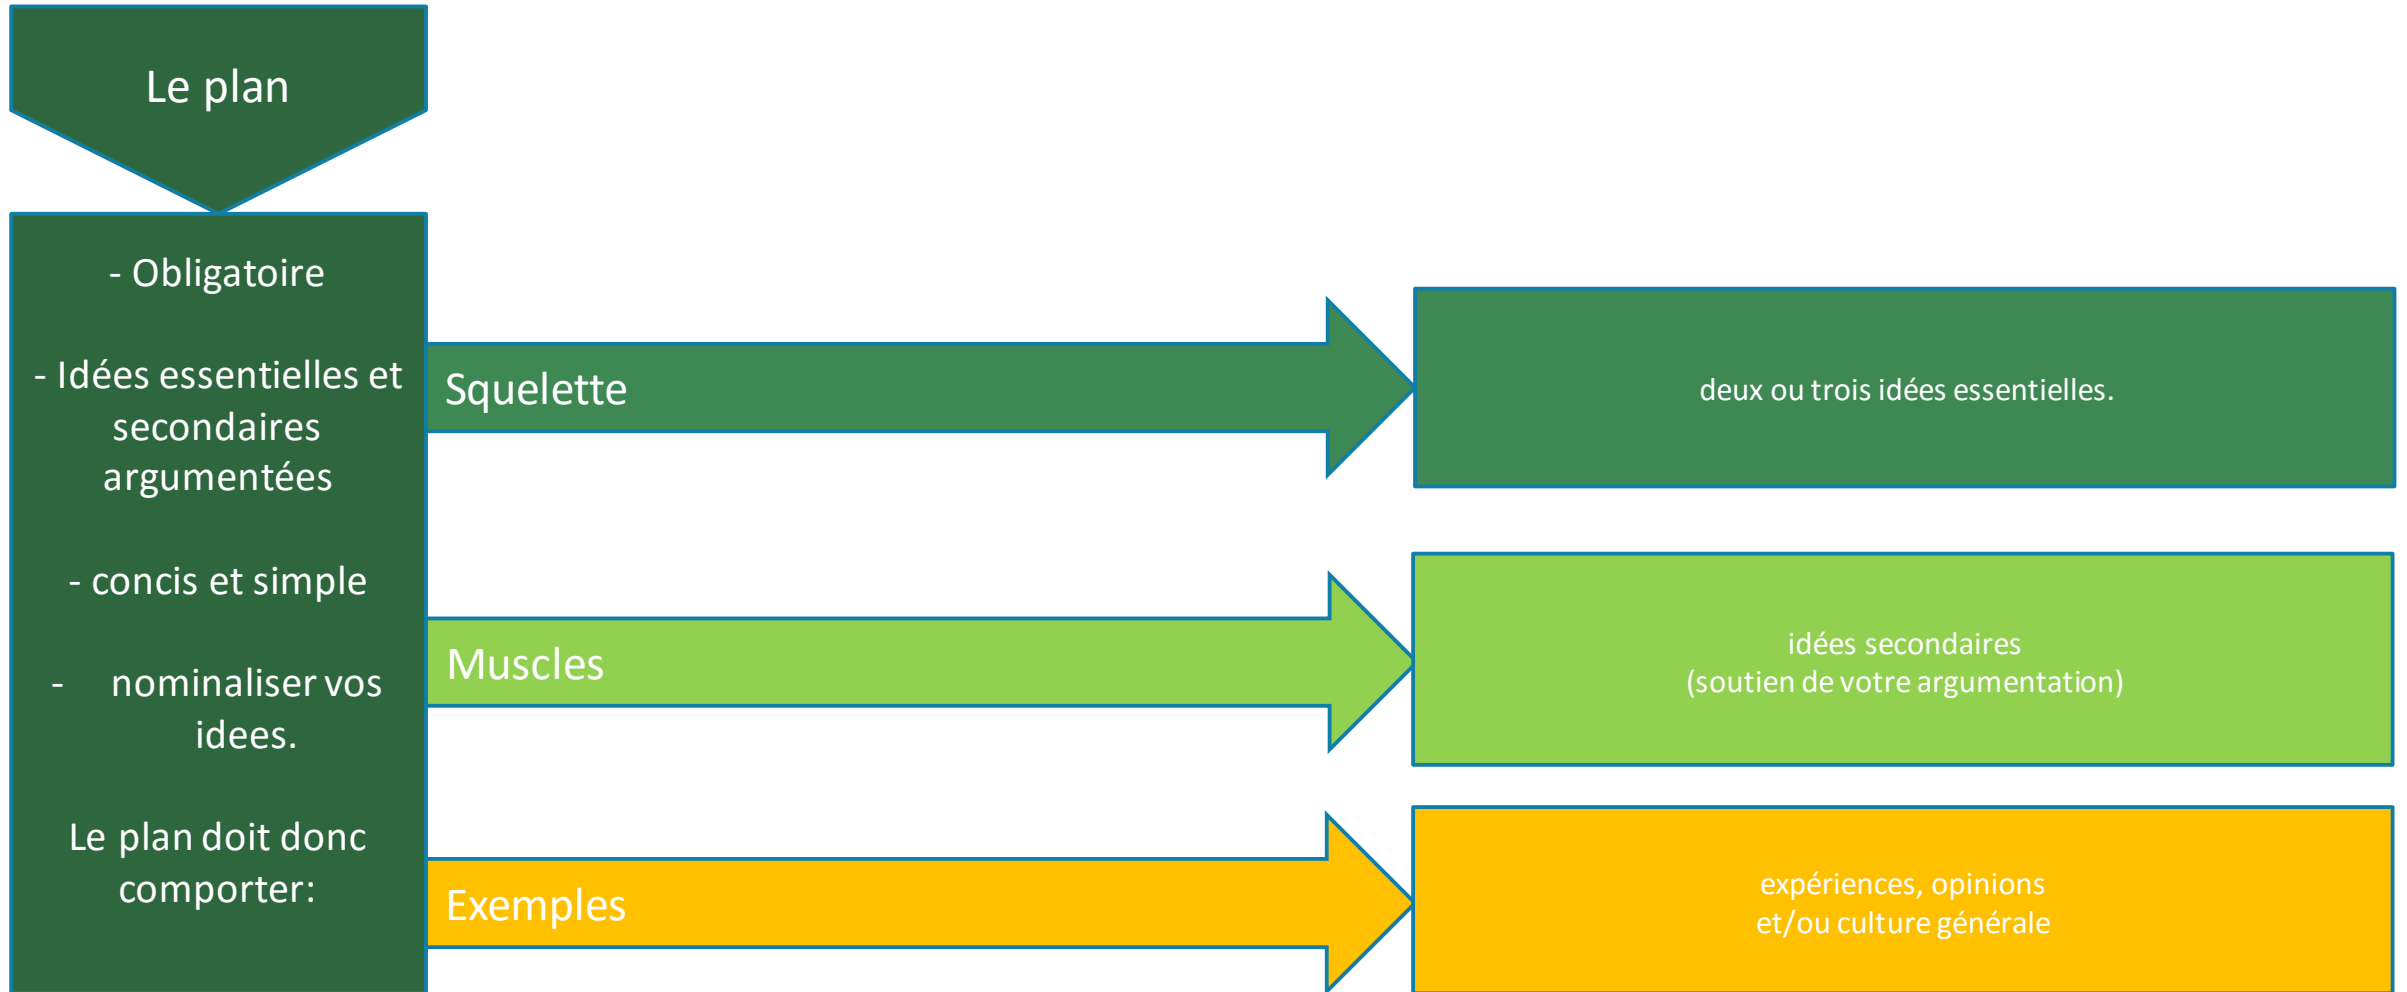 Le plan
- Obligatoire
- Idées essentielles et
secondaires
argumentées
- concis et simple
- nominaliser vos
idees.
Le plan doit donc
comporter:
Squelette
deux ou trois idées essentielles.
Muscles
idées secondaires
(soutien de votre argumentation)
Exemples
expériences, opinions
et/ou culture générale